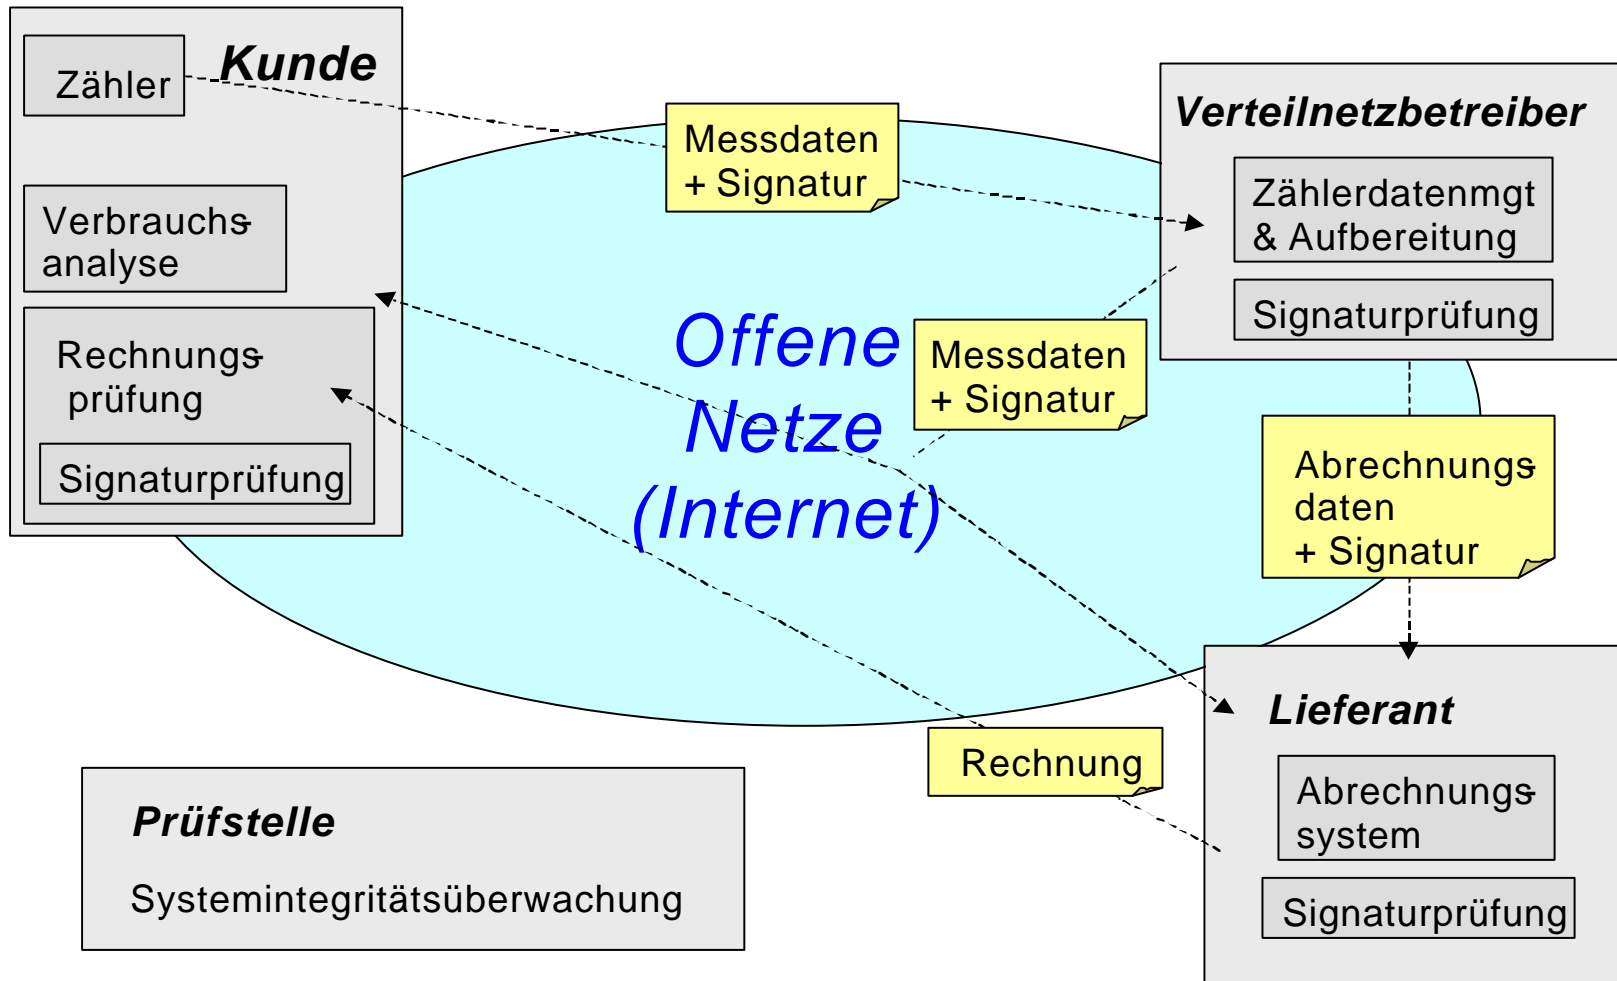 Kunde
Zähler
Verbrauchs-
analyse
Rechnungs-
prüfung
Signaturprüfung
Messdaten
+ Signatur
Verteilnetzbetreiber
Zählerdatenmgt.
& Aufbereitung
Signaturprüfung
Offene
Netze
(Internet)
Messdaten
+ Signatur
Abrechnungs-
daten
+ Signatur
Rechnung
Lieferant
Abrechnungs-
system
Signaturprüfung
Prüfstelle
Systemintegritätsüberwachung